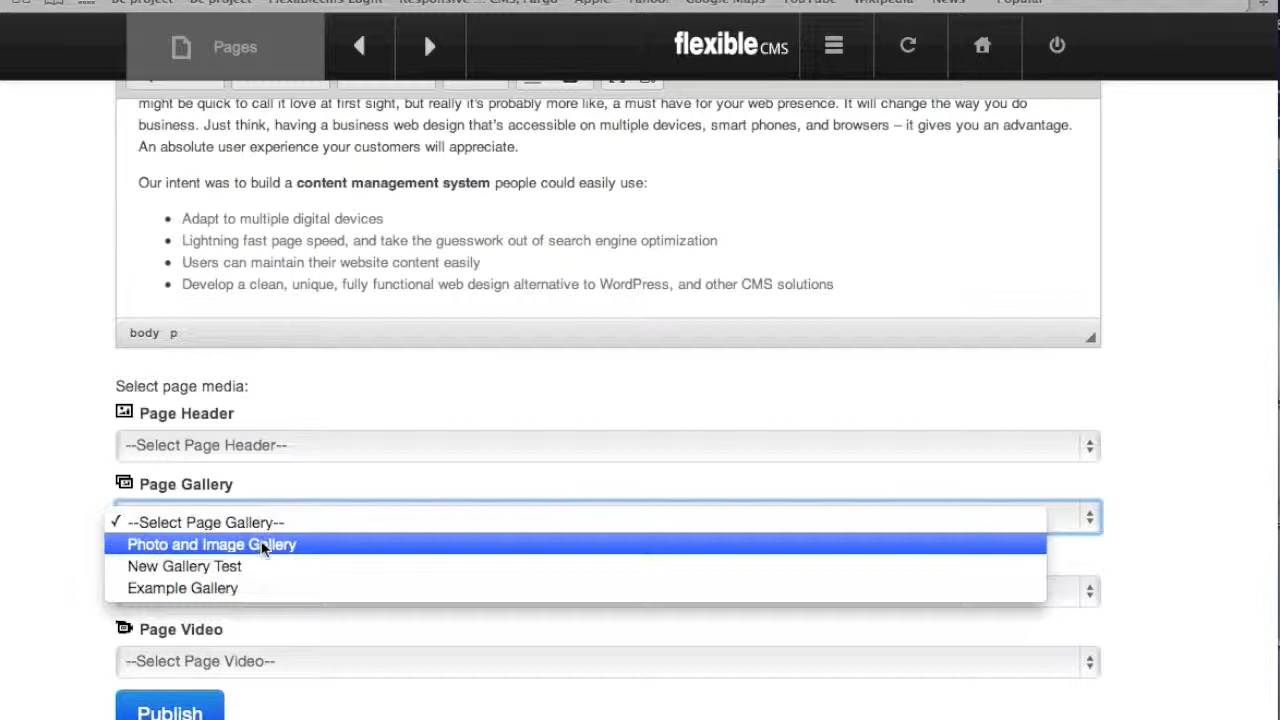 Pages
flexible CMS
might be quick to call it love at first sight, but really it's probably more like, a must have for your web presence. It will change the way you do
business. Just think, having a business web design that's accessible on multiple devices, smart phones, and browsers – it gives you an advantage.
An absolute user experience your customers will appreciate.
Our intent was to build a content management system people could easily use:
• Adapt to multiple digital devices
• Lightning fast page speed, and take the guesswork out of search engine optimization
• Users can maintain their website content easily
• Develop a clean, unique, fully functional web design alternative to WordPress, and other CMS solutions
body p
Select page media:
Page Header
--Select Page Header--
Page Gallery
✓ --Select Page Gallery--
Photo and Image Gallery
New Gallery Test
Example Gallery
Page Video
--Select Page Video--
Publish